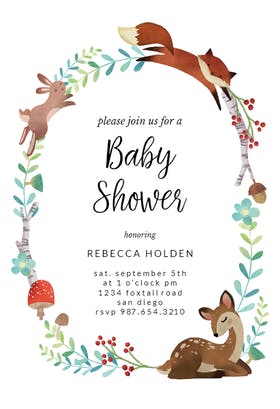 please join us for a
Baby
Shower
honoring
REBECCA HOLDEN
sat. september 5th
at 1 o'clock pm
1234 foxtail road
san diego
rsvp 987.654.3210